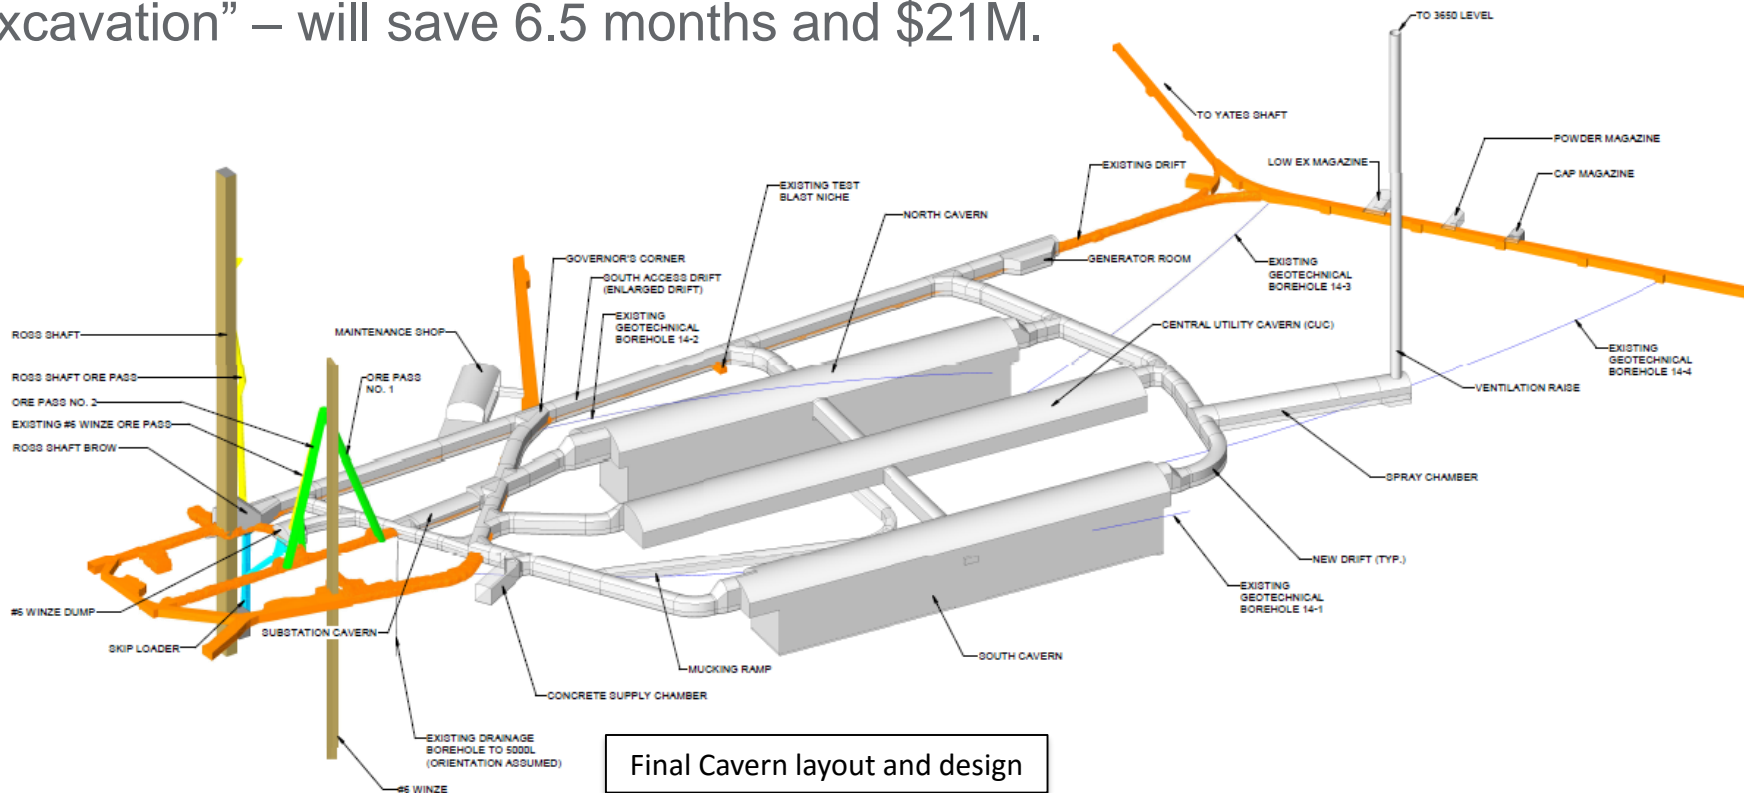 xcavation” – will save 6.5 months and $21M.
TO 3650 LEVEL
TO YATES SHAFT
POWDER MAGAZINE
LOW EX MAGAZINE
CAP MAGAZINE
EXISTING DRIFT
EXISTING TEST
BLAST NICHE
NORTH CAVERN
GOVERNOR'S CORNER
GENERATOR ROOM
EXISTING
GEOTECHNICAL
BOREHOLE 14-3
SOUTH ACCESS DRIFT
(ENLARGED DRIFT)
EXISTING
GEOTECHNICAL
BOREHOLE 14-2
CENTRAL UTILITY CAVERN (CUC)
ROSS SHAFT
MAINTENANCE SHOP
EXISTING
GEOTECHNICAL
BOREHOLE 14-4
ROSS SHAFT ORE PASS
ORE PASS
NO. 1
VENTILATION RAISE
ORE PASS NO. 2
EXISTING #6 WINZE ORE PASS
ROSS SHAFT BROW
SPRAY CHAMBER
NEW DRIFT (TYP.)
EXISTING
GEOTECHNICAL
BOREHOLE 14-1
#6 WINZE DUMP
SUBSTATION CAVERN
SKIP LOADER
SOUTH CAVERN
MUCKING RAMP
CONCRETE SUPPLY CHAMBER
EXISTING DRAINAGE
BOREHOLE TO 5000L
(ORIENTATION ASSUMED)
#6 WINZE
Final Cavern layout and design